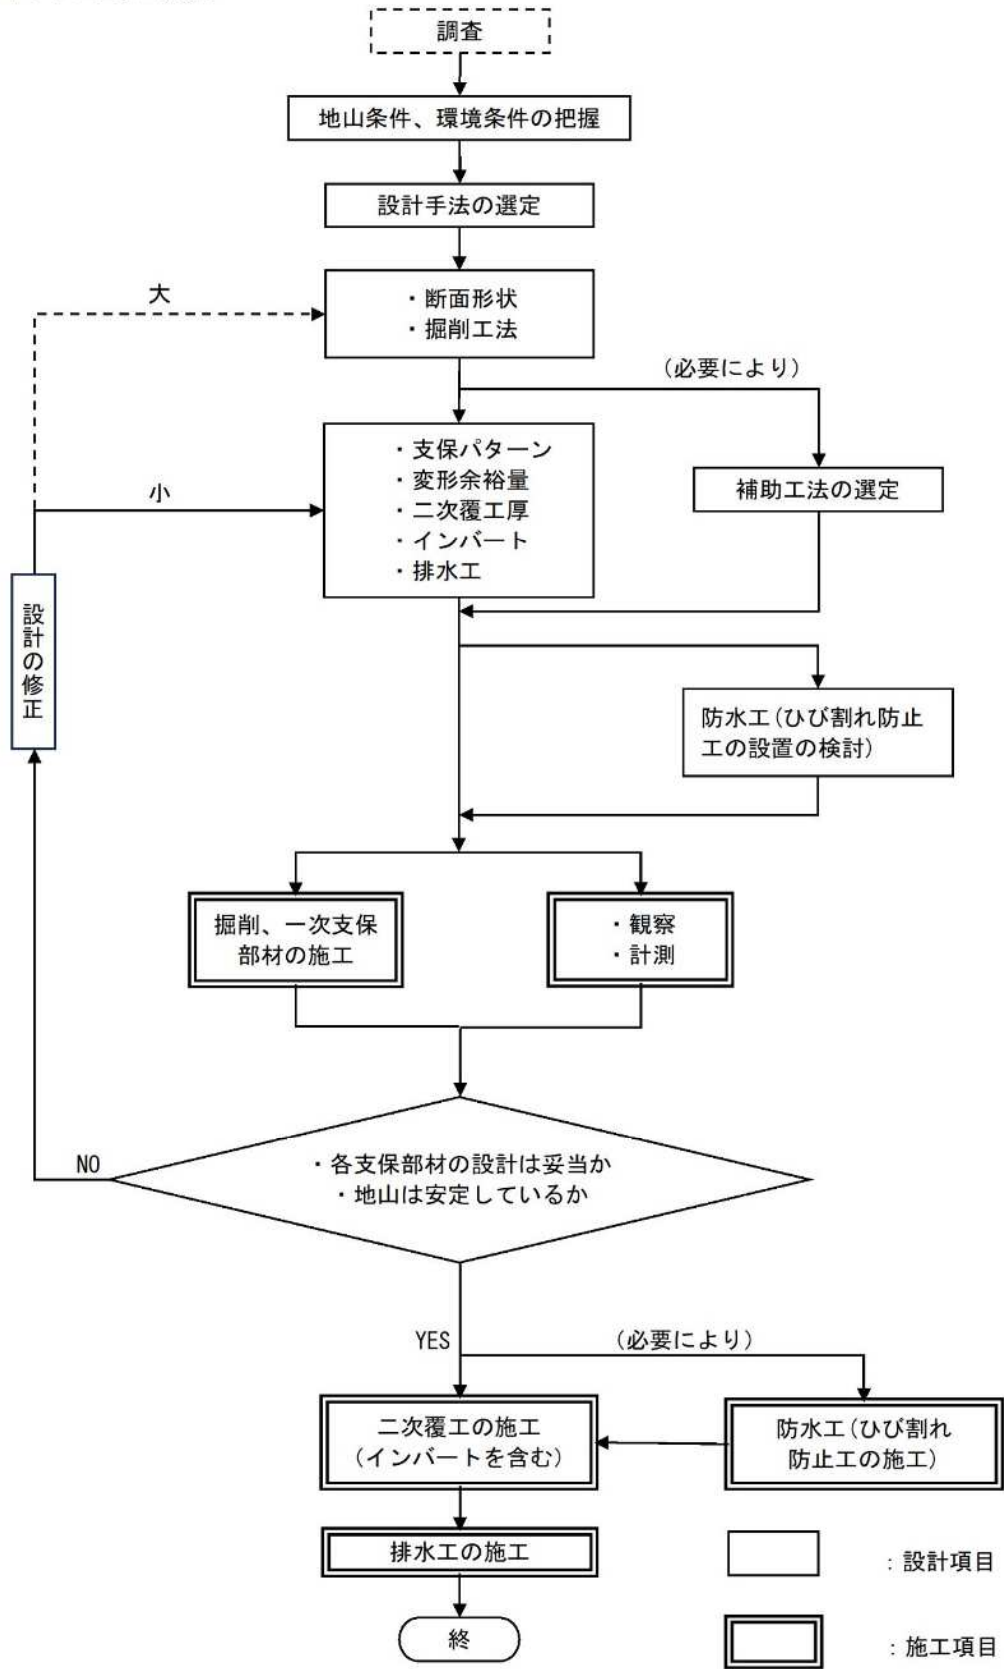 調査
地山条件、環境条件の把握
設計手法の選定
・断面形状
・掘削工法
大
(必要により)
・支保パターン
・変形余裕量
・二次覆工厚
・インバート
・排水工
小
補助工法の選定
設計の修正
防水工(ひび割れ防止
工の設置の検討)
掘削、一次支保
部材の施工
・観察
・計測
・各支保部材の設計は妥当か
・地山は安定しているか
NO
YES
(必要により)
二次覆工の施工
(インバートを含む)
防水工(ひび割れ
防止工の施工)
排水工の施工
終
：設計項目
：施工項目